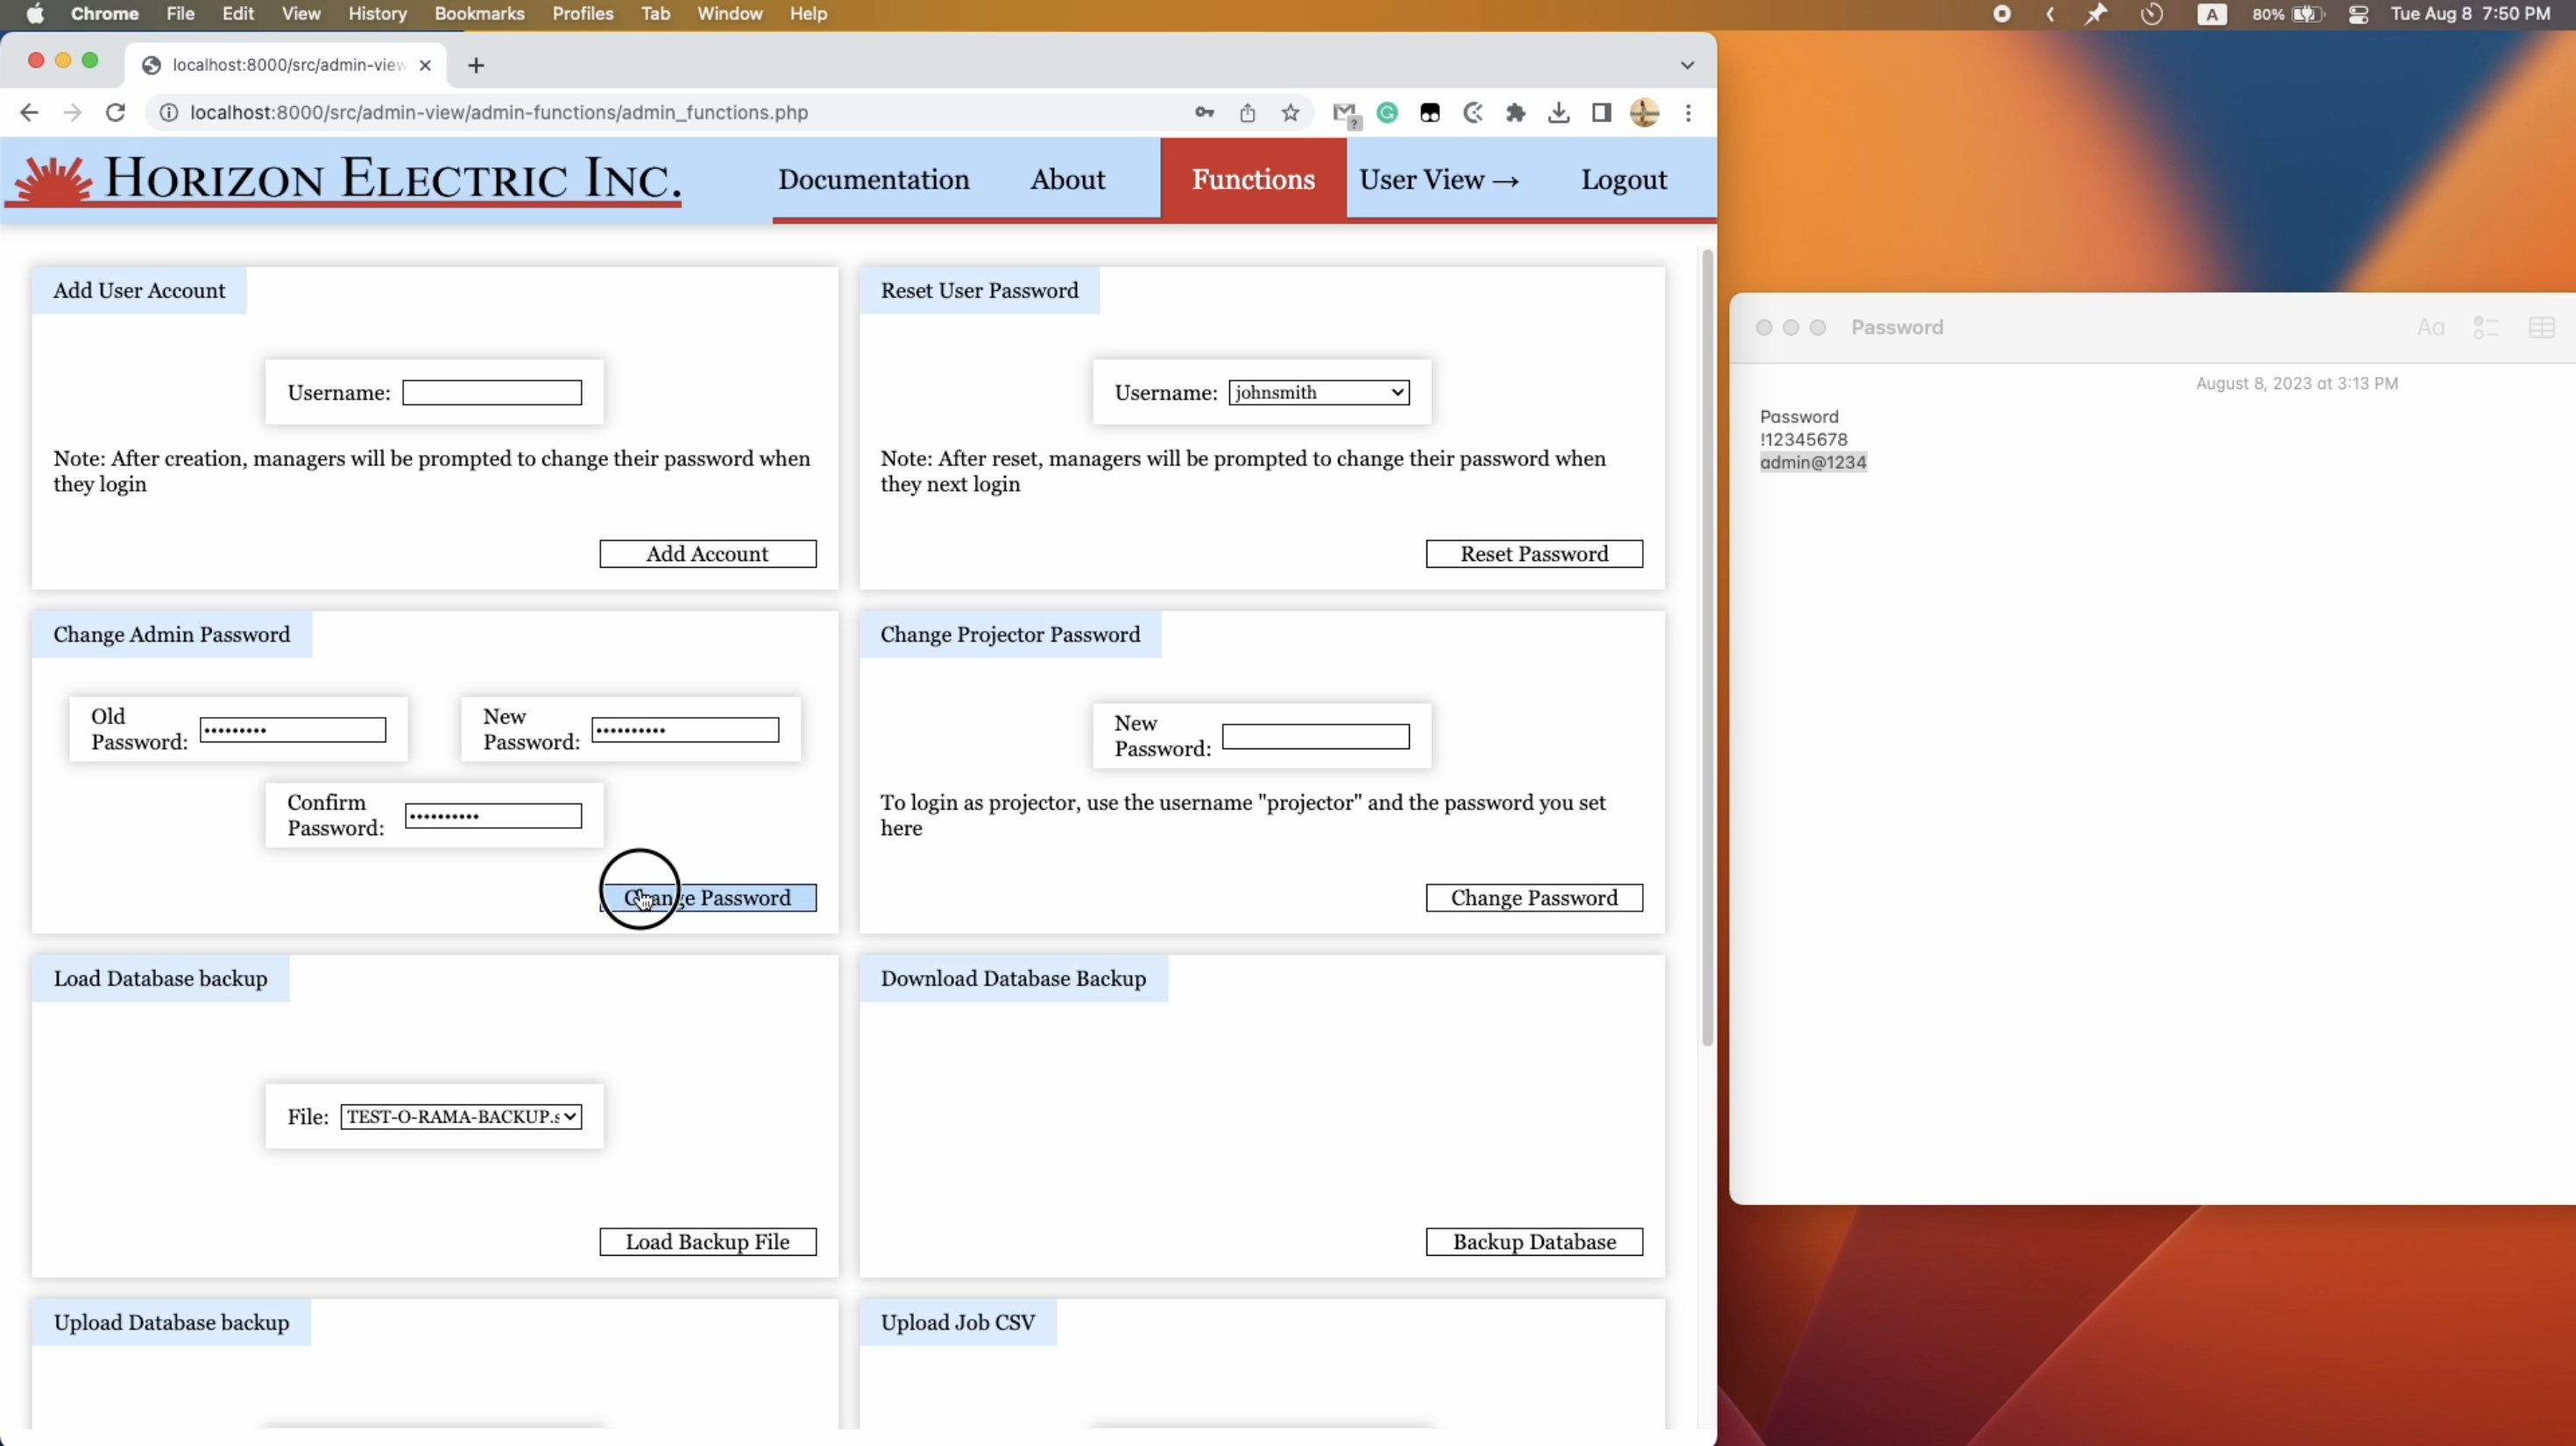 Chrome File Edit View History Bookmarks Profiles Tab Window Help
A 80% Tue Aug 8 7:50 PM
localhost:8000/src/admin-view
localhost:8000/src/admin-view/admin-functions/admin_functions.php
HORIZON ELECTRIC INC.
Documentation About Functions User View → Logout
Add User Account
Username:
Note: After creation, managers will be prompted to change their password when
they login
Add Account
Reset User Password
Username: johnsmith
Note: After reset, managers will be prompted to change their password when
they next login
Reset Password
Change Admin Password
Old
Password: •••••••••
New
Password: ••••••••••
Confirm
Password: ••••••••••
Change Password
Change Projector Password
New
Password:
To login as projector, use the username "projector" and the password you set
here
Change Password
Load Database backup
File: TEST-O-RAMA-BACKUP.s
Load Backup File
Download Database Backup
Backup Database
Upload Database backup
Upload Job CSV
Password
Aa
August 8, 2023 at 3:13 PM
Password
!12345678
admin@1234